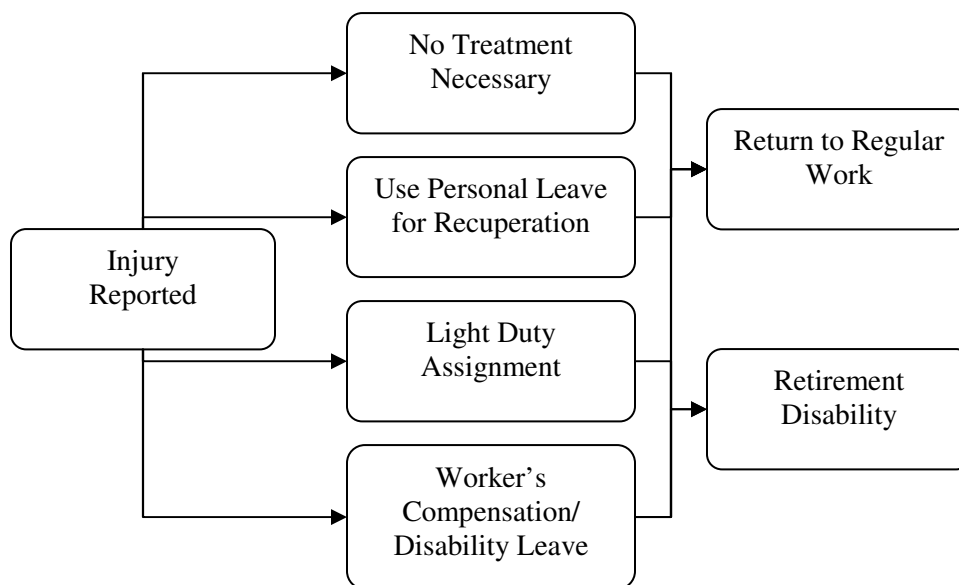 No Treatment
Necessary
Return to Regular
Work
Use Personal Leave
for Recuperation
Injury
Reported
Light Duty
Assignment
Retirement
Disability
Worker’s
Compensation/
Disability Leave